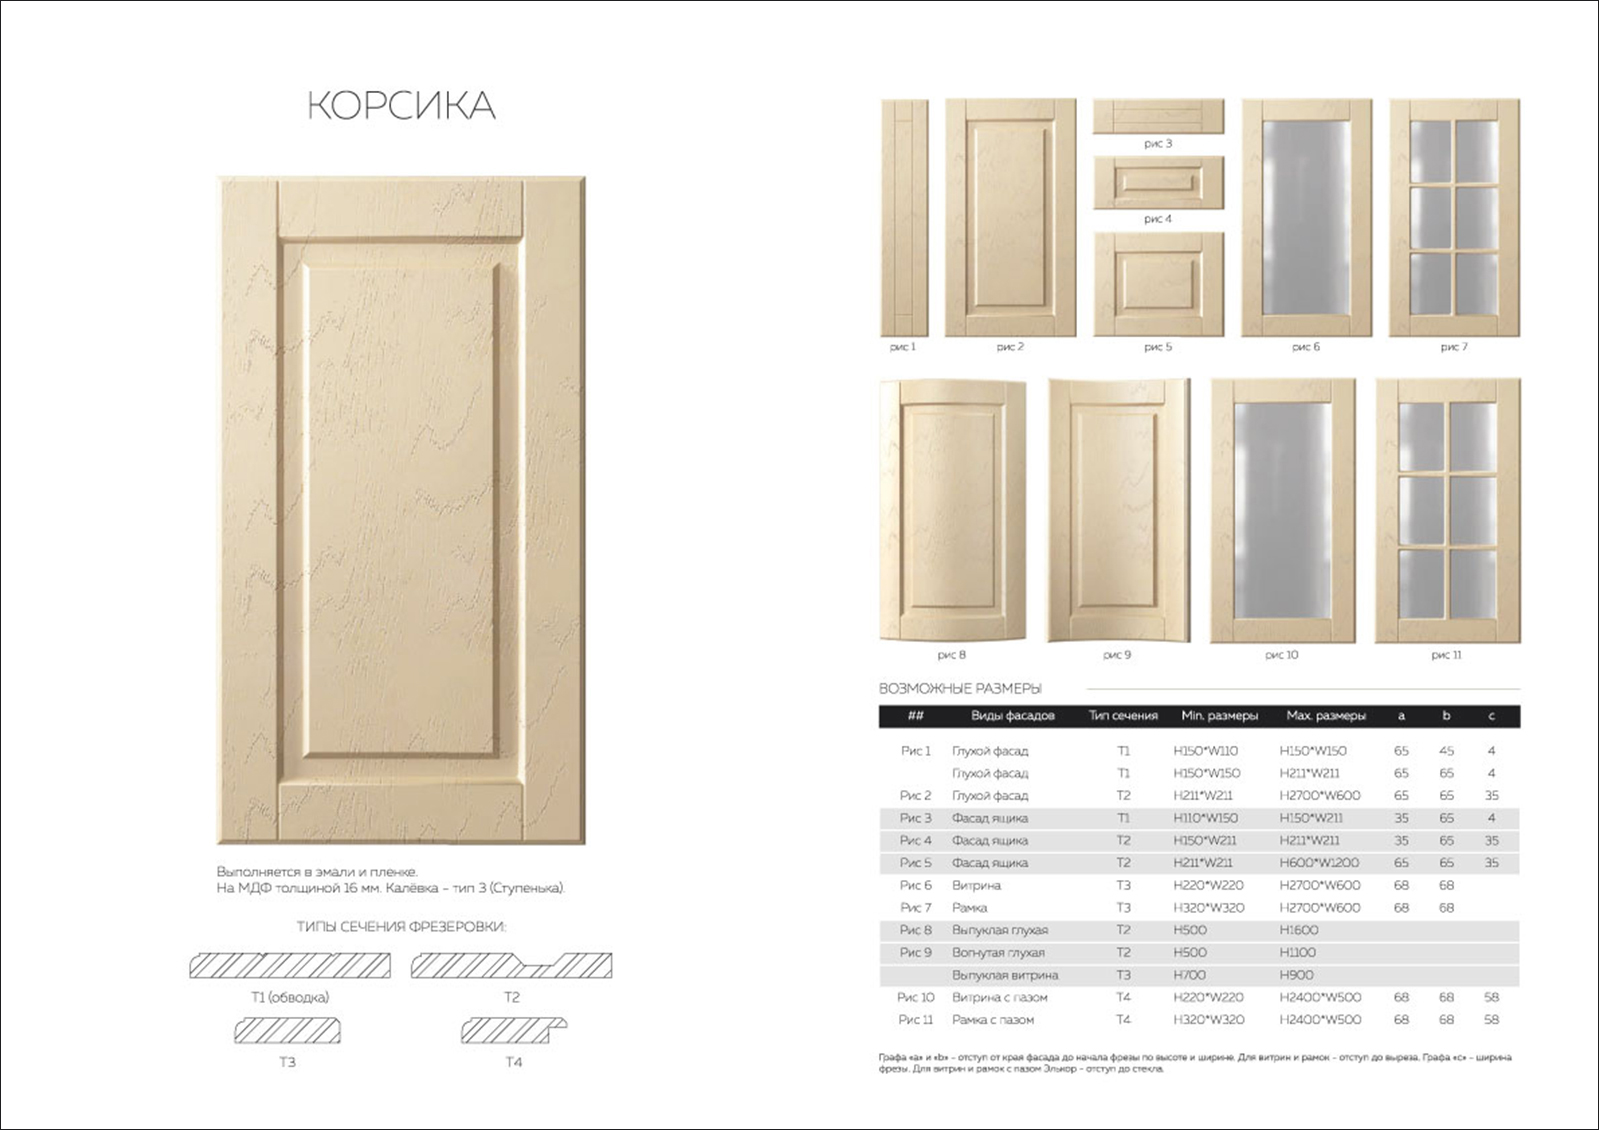 КОРСИКА
Выполняется в эмали и пленке.
На МДФ толщиной 16 мм. Калёвка – тип 3 (Ступенька).
ТИПЫ СЕЧЕНИЯ ФРЕЗЕРОВКИ:
Т1 (обводка) Т2
Т3 Т4
рис 3
рис 4
рис 1 рис 2 рис 5 рис 6 рис 7
рис 8 рис 9 рис 10 рис 11
ВОЗМОЖНЫЕ РАЗМЕРЫ
## Виды фасадов Тип сечения Min. размеры Max. размеры a b c
Рис 1 Глухой фасад Т1 H150*W110 H150*W150 65 45 4
Глухой фасад Т1 H150*W150 H211*W211 65 65 4
Рис 2 Глухой фасад Т2 H211*W211 H2700*W600 65 65 35
Рис 3 Фасад ящика Т1 H110*W150 H150*W211 35 65 4
Рис 4 Фасад ящика Т2 H150*W211 H211*W211 35 65 35
Рис 5 Фасад ящика Т2 H211*W211 H600*W1200 65 65 35
Рис 6 Витрина Т3 H220*W220 H2700*W600 68 68
Рис 7 Рамка Т3 H320*W320 H2700*W600 68 68
Рис 8 Выпуклая глухая Т2 H500 H1600
Рис 9 Вогнутая глухая Т2 H500 H1100
Выпуклая витрина Т3 H700 H900
Рис 10 Витрина с пазом Т4 H220*W220 H2400*W500 68 68 58
Рис 11 Рамка с пазом Т4 H320*W320 H2400*W500 68 68 58
Графа «а» и «b» – отступ от края фасада до начала фрезы по высоте и ширине. Для витрин и рамок – отступ до выреза. Графа «с» – ширина
фрезы. Для витрин и рамок с пазом Элькор – отступ до стекла.